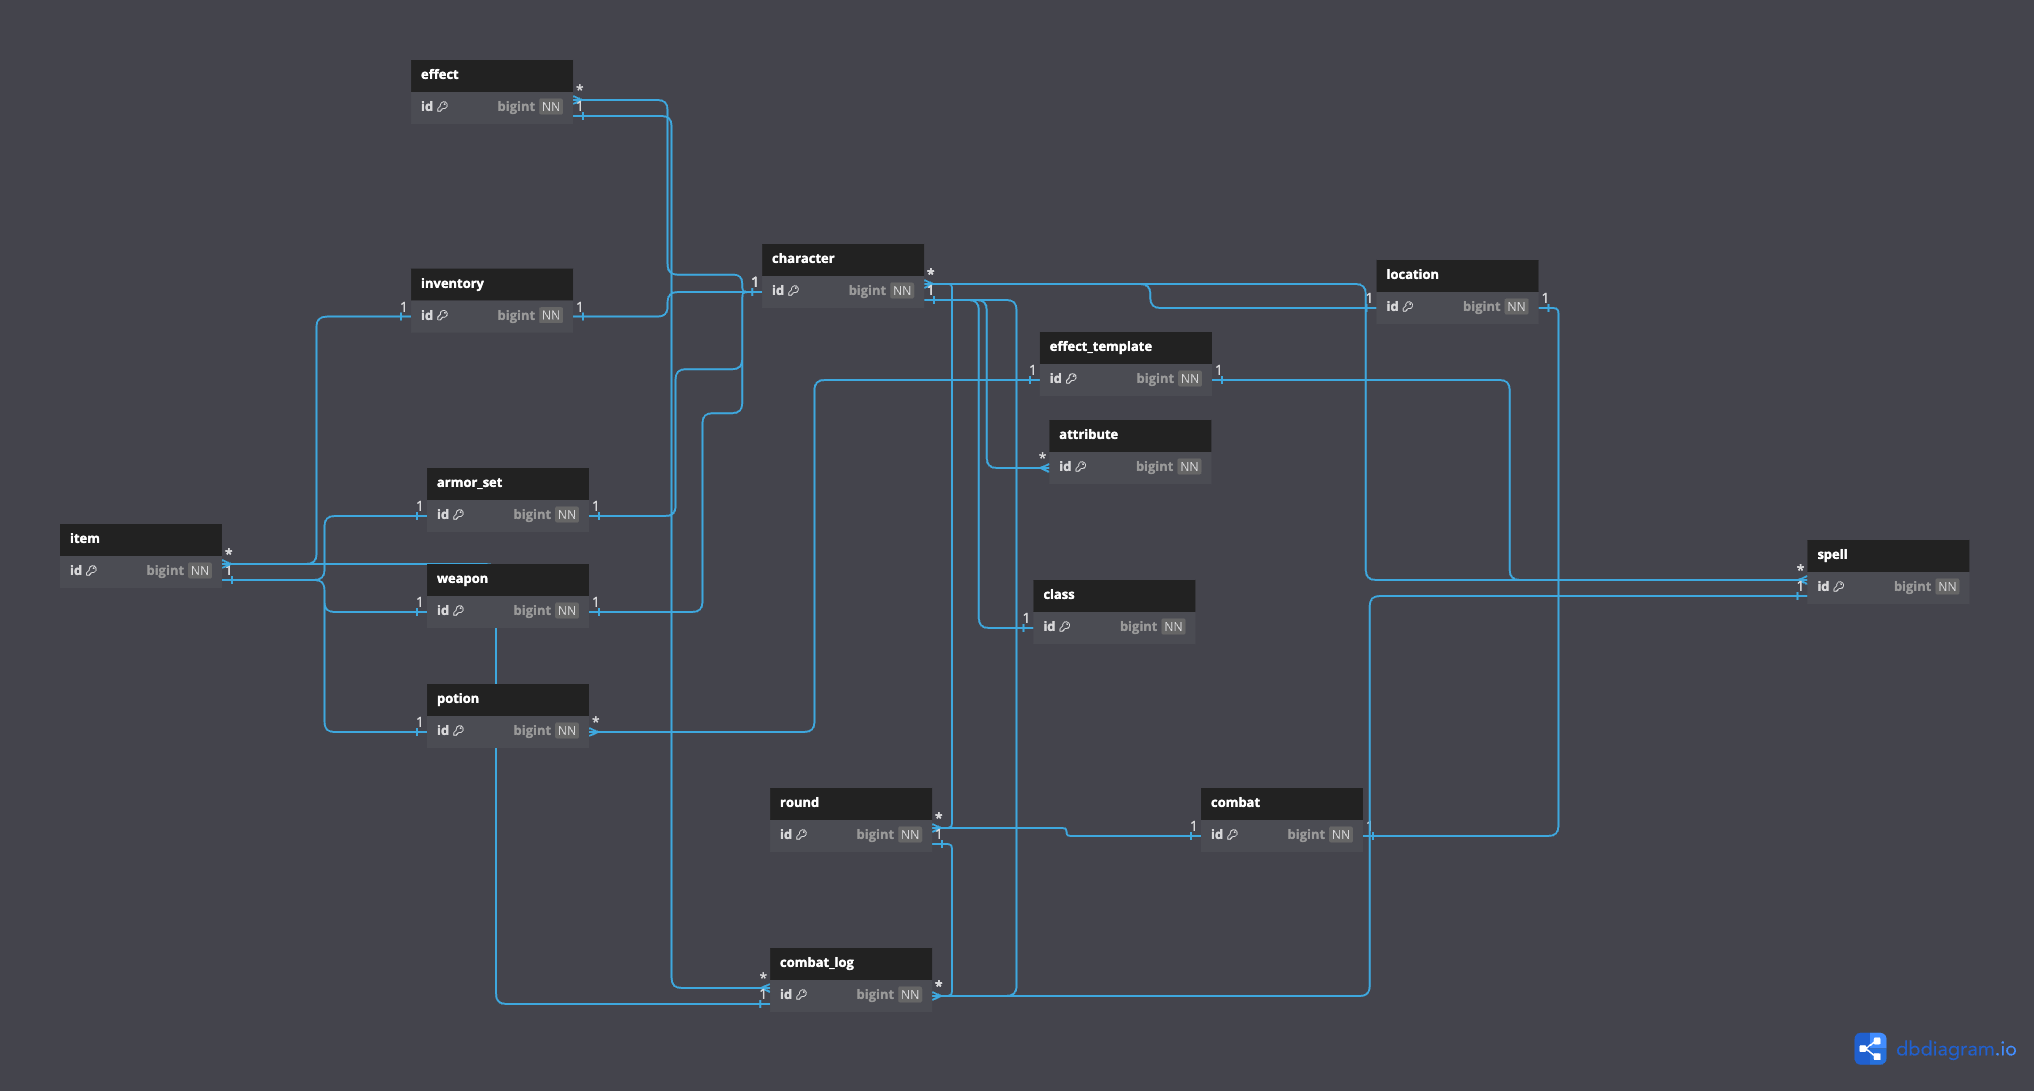 effect
*
id bigint NN
1
character
id bigint NN
1
*
1
location
id bigint NN
1
1
inventory
id bigint NN
1
1
effect_template
id bigint NN
1
1
attribute
*
id bigint NN
armor_set
id bigint NN
1
1
item
*
id bigint NN
1
weapon
id bigint NN
1
1
spell
*
id bigint NN
1
class
id bigint NN
1
potion
id bigint NN
1
*
round
*
id bigint NN
1
combat
id bigint NN
1
1
combat_log
*
id bigint NN
1
*
dbdiagram.io